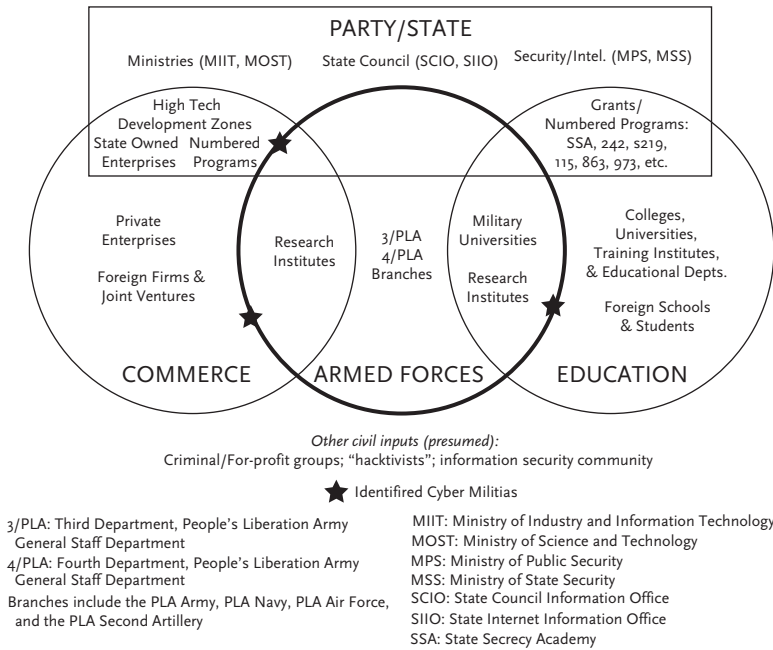 PARTY/STATE
Ministries (MIIT, MOST)
State Council (SCIO, SIIO)
Security/Intel. (MPS, MSS)
High Tech
Development Zones
State Owned Numbered
Enterprises Programs
Grants/
Numbered Programs:
SSA, 242, s219,
115, 863, 973, etc.
Private
Enterprises
Foreign Firms &
Joint Ventures
Research
Institutes
3/PLA
4/PLA
Branches
Military
Universities
Research
Institutes
Colleges,
Universities,
Training Institutes,
& Educational Depts.
Foreign Schools
& Students
COMMERCE
ARMED FORCES
EDUCATION
Other civil inputs (presumed):
Criminal/For-profit groups; “hacktivists”; information security community
Identifired Cyber Militias
3/PLA: Third Department, People’s Liberation Army
General Staff Department
4/PLA: Fourth Department, People’s Liberation Army
General Staff Department
Branches include the PLA Army, PLA Navy, PLA Air Force,
and the PLA Second Artillery
MIIT: Ministry of Industry and Information Technology
MOST: Ministry of Science and Technology
MPS: Ministry of Public Security
MSS: Ministry of State Security
SCIO: State Council Information Office
SIIO: State Internet Information Office
SSA: State Secrecy Academy